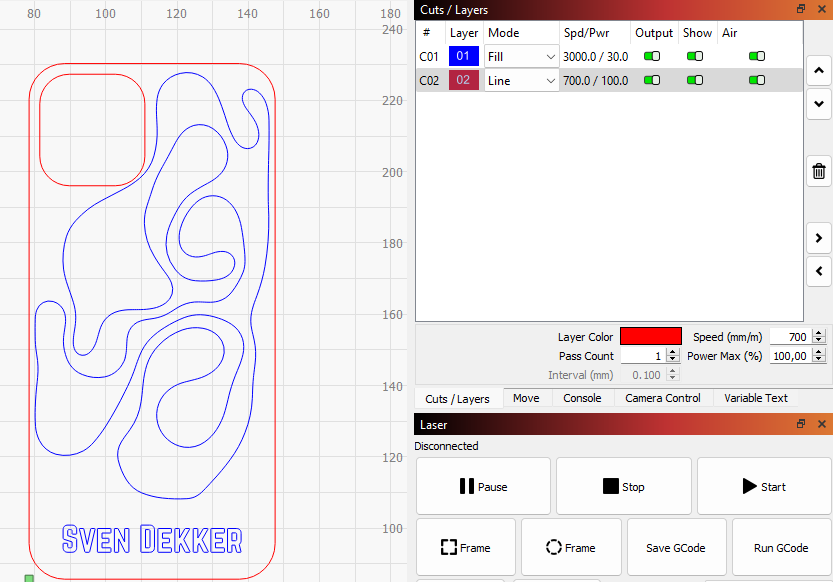 80 100 120 140 160 180
240
220
200
180
160
140
120
100
SVEN DEKKER
Cuts / Layers
# Layer Mode Spd/Pwr Output Show Air
C01 01 Fill 3000.0 / 30.0
C02 02 Line 700.0 / 100.0
Layer Color Speed (mm/m) 700
Pass Count 1 Power Max (%) 100,00
Interval (mm) 0.100
Cuts / Layers Move Console Camera Control Variable Text
Laser
Disconnected
Pause Stop Start
Frame Frame Save GCode Run GCode